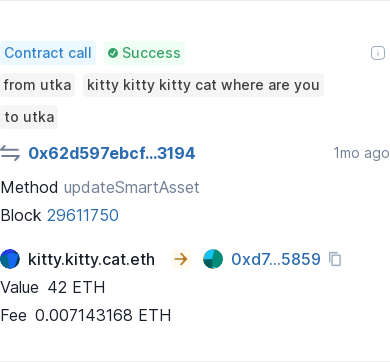 Contract call Success
from utka kitty kitty kitty cat where are you
to utka
0x62d597ebcf...3194 1mo ago
Method updateSmartAsset
Block 29611750
kitty.kitty.cat.eth → 0xd7...5859
Value 42 ETH
Fee 0.007143168 ETH